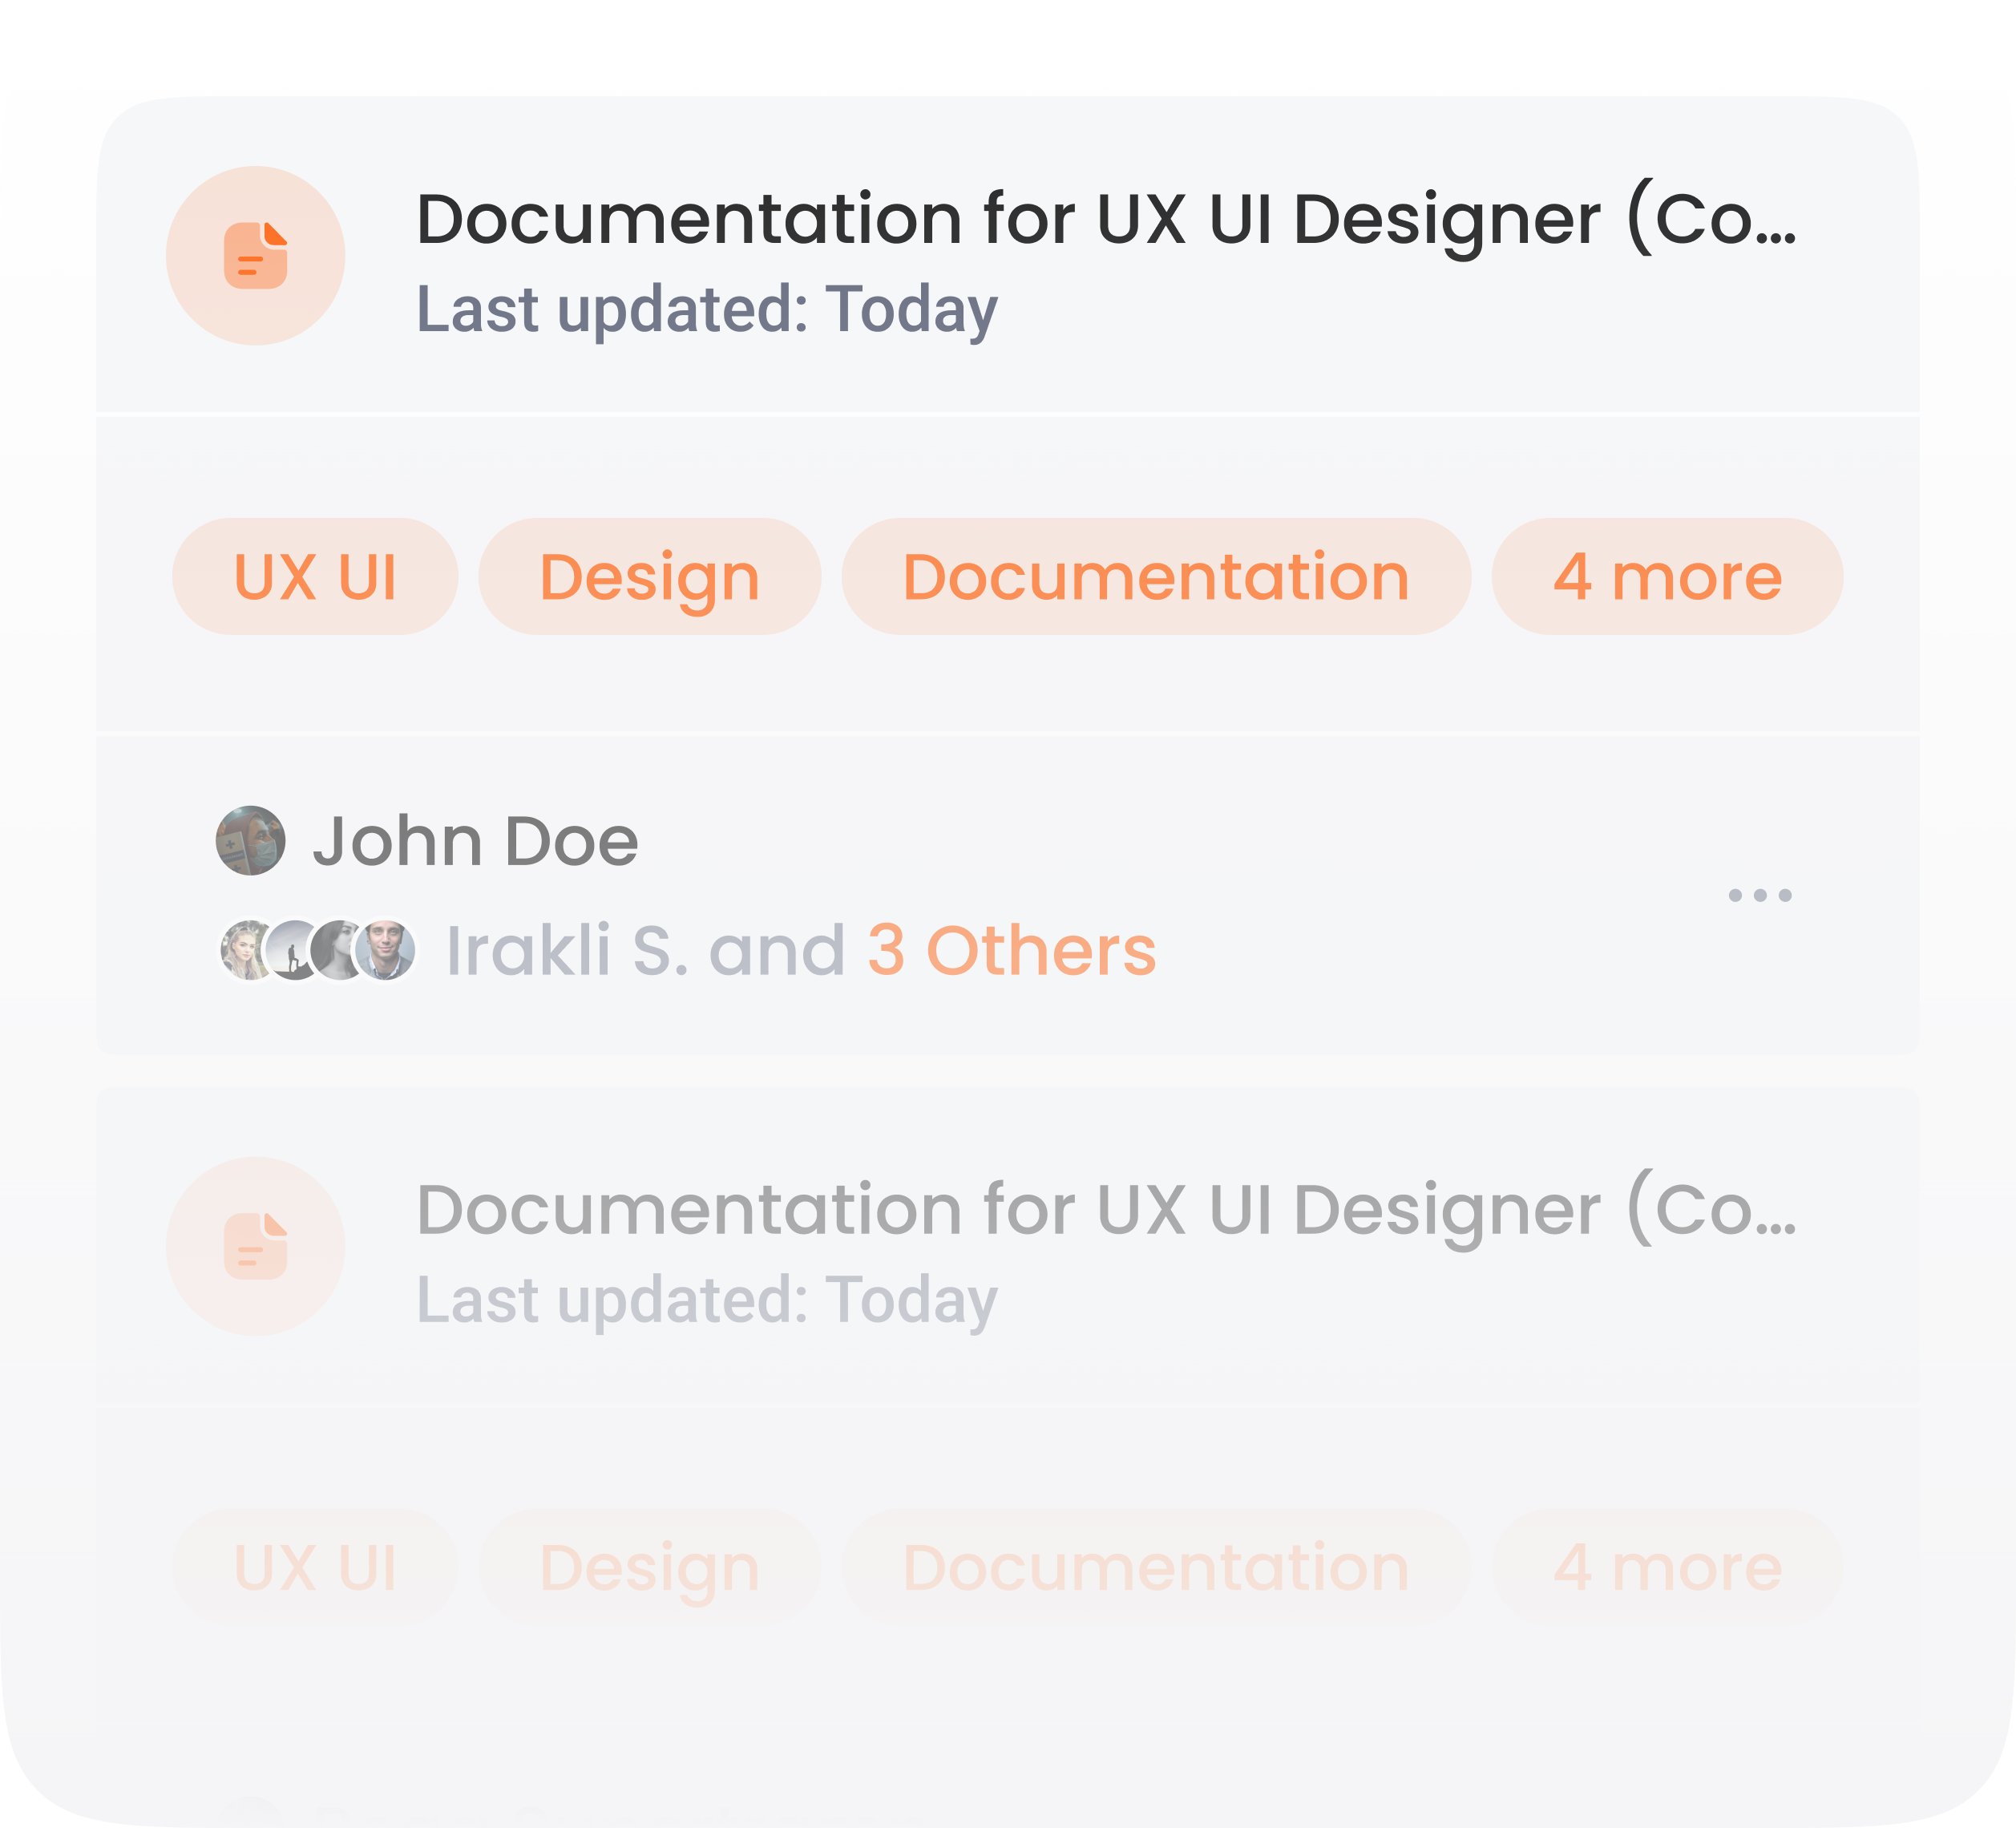 Documentation for UX UI Designer (Co...
Last updated: Today
UX UI
Design
Documentation
4 more
John Doe
Irakli S. and 3 Others
Documentation for UX UI Designer (Co...
Last updated: Today
UX UI
Design
Documentation
4 more